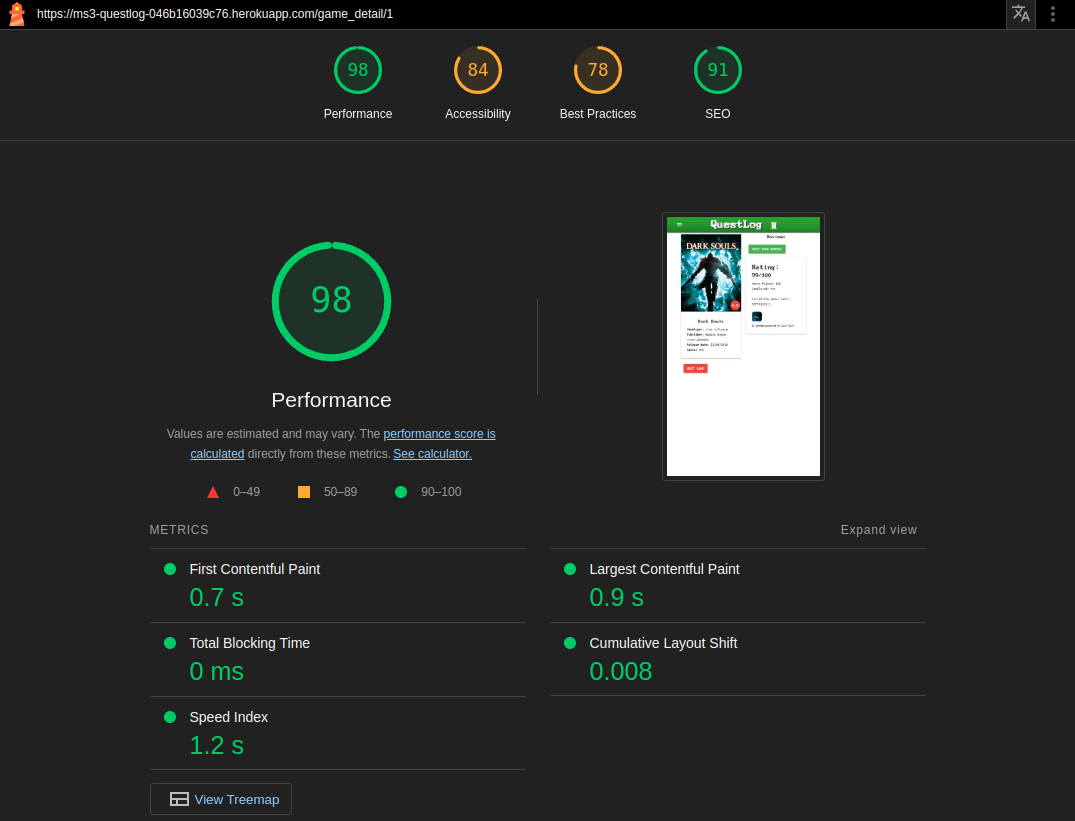 https://ms3-questlog-046b16039c76.herokuapp.com/game_detail/1
98 84 78 91
Performance Accessibility Best Practices SEO
98
Performance
Values are estimated and may vary. The performance score is
calculated directly from these metrics. See calculator.
0–49 50–89 90–100
QuestLog
DARK SOULS
Reviews
Rating:
99/100
Dark Souls
METRICS
Expand view
First Contentful Paint
0.7 s
Largest Contentful Paint
0.9 s
Total Blocking Time
0 ms
Cumulative Layout Shift
0.008
Speed Index
1.2 s
View Treemap